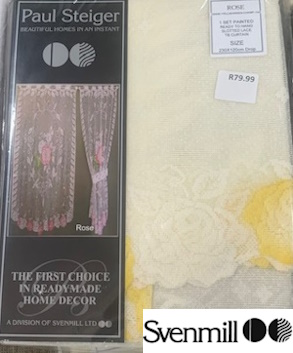 Paul Steiger
BEAUTIFUL HOMES IN AN INSTANT
ROSE
1 SET PRINTED
READY TO HANG
SLOTTED LACE
TIE CURTAIN
SIZE
R79.99
Rose
THE FIRST CHOICE
IN READYMADE
HOME DECOR
A DIVISION OF SVENMILL LTD
Svenmill